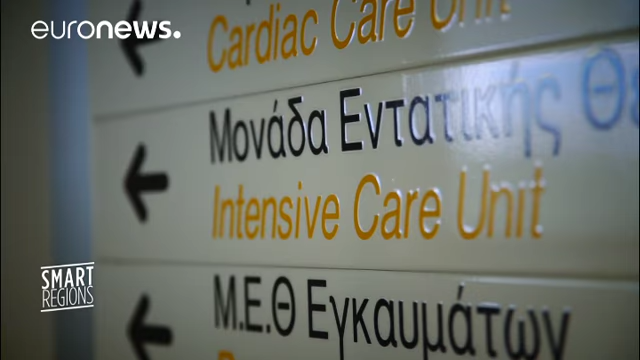 euronews.
Cardiac Care Unit
Μονάδα Εντατικής
Intensive Care Unit
SMART
REGIONS
Μ.Ε.Θ Εγκαυμάτων